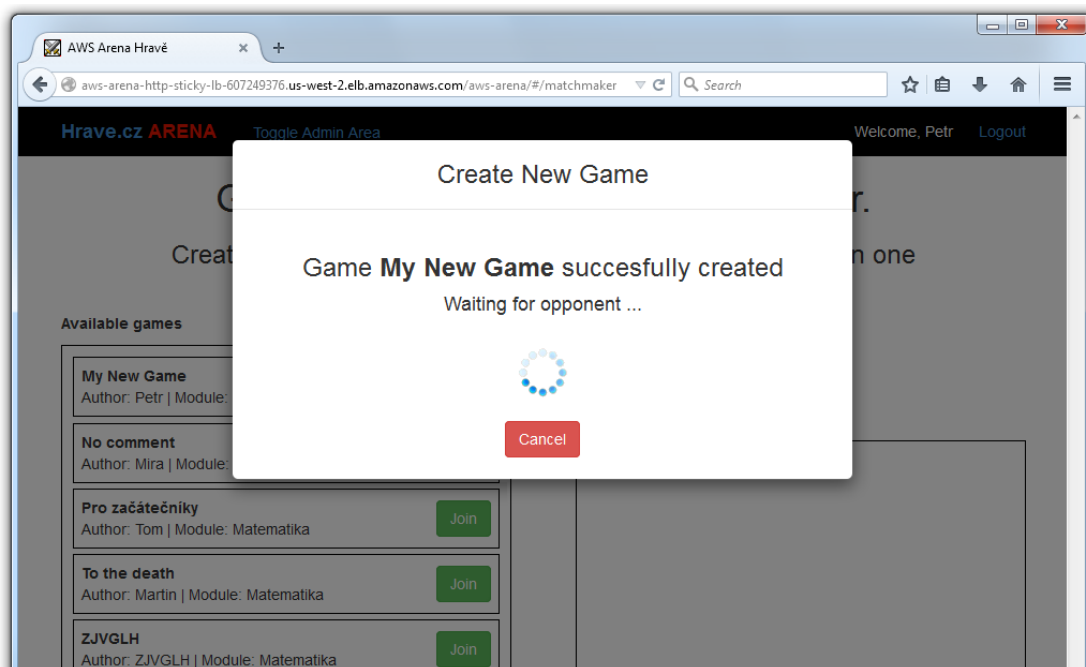 AWS Arena Hravě
aws-arena-http-sticky-lb-607249376.us-west-2.elb.amazonaws.com/aws-arena/#/matchmaker
Search
Hrave.cz ARENA
Toggle Admin Area
Welcome, Petr
Logout
Create New Game
G r.
Creat n one
Game My New Game succesfully created
Waiting for opponent ...
Cancel
Available games
My New Game
Author: Petr | Module:
No comment
Author: Mira | Module:
Pro začátečníky
Author: Tom | Module: Matematika
Join
To the death
Author: Martin | Module: Matematika
Join
ZJVGLH
Author: ZJVGLH | Module: Matematika
Join